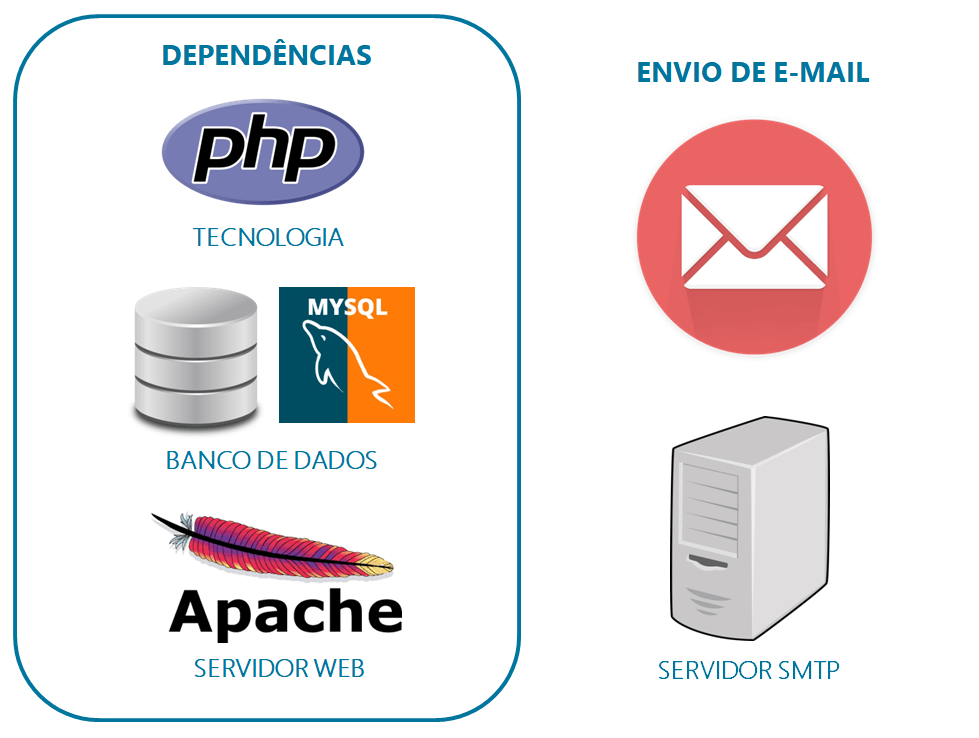 DEPENDÊNCIAS
php
TECNOLOGIA
MYSQL
BANCO DE DADOS
Apache
SERVIDOR WEB
ENVIO DE E-MAIL
SERVIDOR SMTP